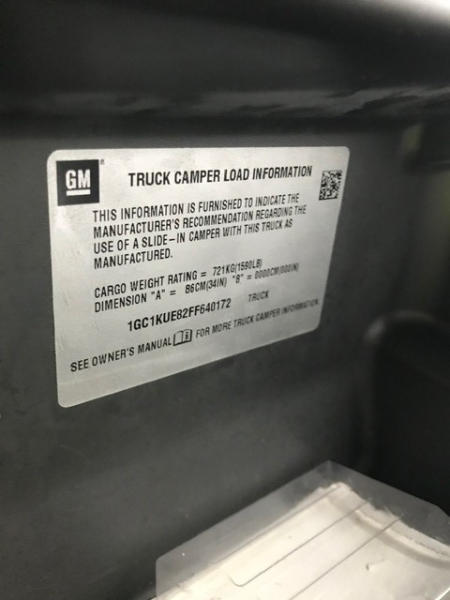 GM
TRUCK CAMPER LOAD INFORMATION
THIS INFORMATION IS FURNISHED TO INDICATE THE
MANUFACTURER'S RECOMMENDATION REGARDING THE
USE OF A SLIDE-IN CAMPER WITH THIS TRUCK AS
MANUFACTURED.
CARGO WEIGHT RATING = 721KG(1590LB)
DIMENSION "A" = 86CM(34IN) "B" = 0000CM(000IN)
1GC1KUE82FF640172 TRUCK
SEE OWNER'S MANUAL FOR MORE TRUCK CAMPER INFORMATION